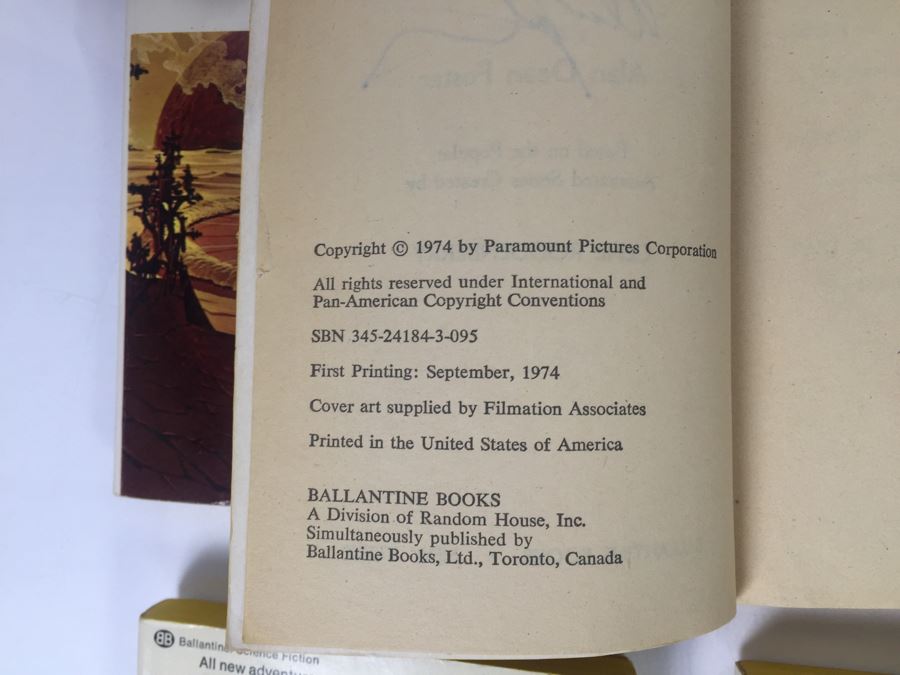 Copyright © 1974 by Paramount Pictures Corporation
All rights reserved under International and
Pan-American Copyright Conventions
SBN 345-24184-3-095
First Printing: September, 1974
Cover art supplied by Filmation Associates
Printed in the United States of America
BALLANTINE BOOKS
A Division of Random House, Inc.
Simultaneously published by
Ballantine Books, Ltd., Toronto, Canada
BB Ballantine Science Fiction
All new